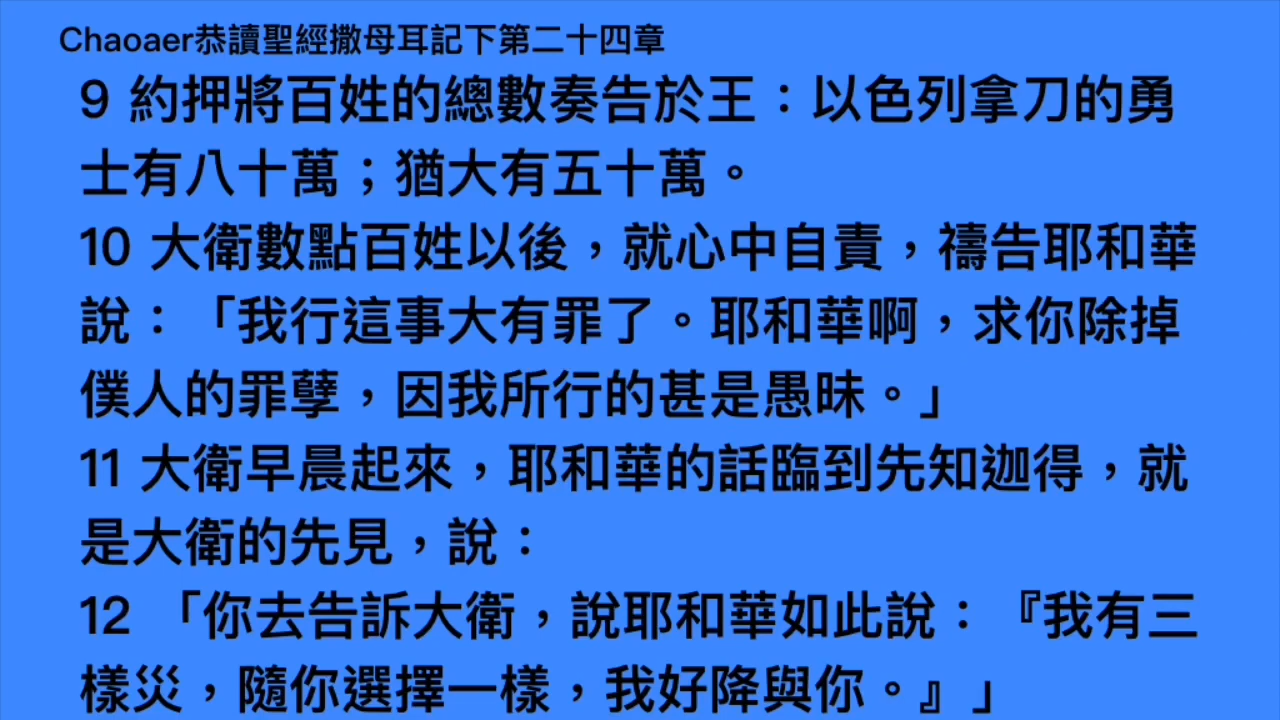 Chaoaer恭讀聖經撒母耳記下第二十四章
9 約押將百姓的總數奏告於王：以色列拿刀的勇
士有八十萬；猶大有五十萬。
10 大衛數點百姓以後，就心中自責，禱告耶和華
說：「我行這事大有罪了。耶和華啊，求你除掉
僕人的罪孽，因我所行的甚是愚昧。」
11 大衛早晨起來，耶和華的話臨到先知迦得，就
是大衛的先見，說：
12 「你去告訴大衛，說耶和華如此說：『我有三
樣災，隨你選擇一樣，我好降與你。』」